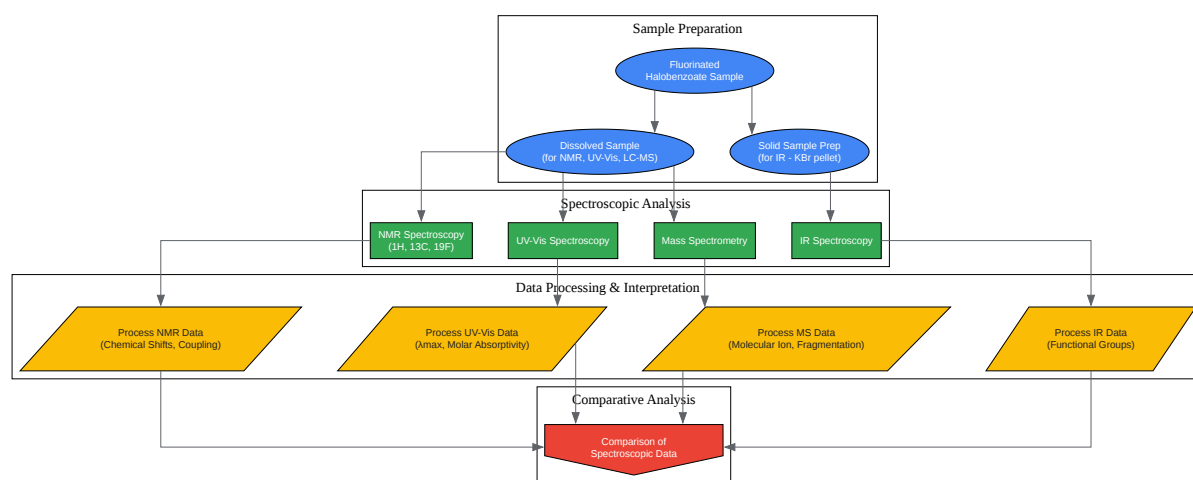 Sample Preparation
Fluorinated
Halobenzoate Sample
Dissolved Sample
(for NMR, UV-Vis, LC-MS)
Solid Sample Prep
(for IR - KBr pellet)
Spectroscopic Analysis
NMR Spectroscopy
(1H, 13C, 19F)
UV-Vis Spectroscopy
Mass Spectrometry
IR Spectroscopy
Data Processing & Interpretation
Process NMR Data
(Chemical Shifts, Coupling)
Process UV-Vis Data
(λmax, Molar Absorptivity)
Process MS Data
(Molecular Ion, Fragmentation)
Process IR Data
(Functional Groups)
Comparative Analysis
Comparison of
Spectroscopic Data